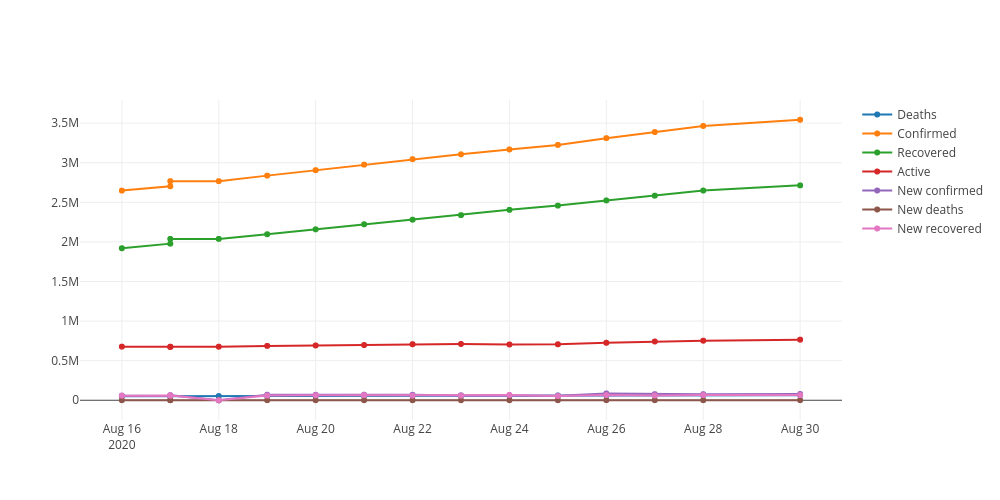 3.5M
3M
2.5M
2M
1.5M
1M
0.5M
0
Aug 16
2020
Aug 18
Aug 20
Aug 22
Aug 24
Aug 26
Aug 28
Aug 30
Deaths
Confirmed
Recovered
Active
New confirmed
New deaths
New recovered